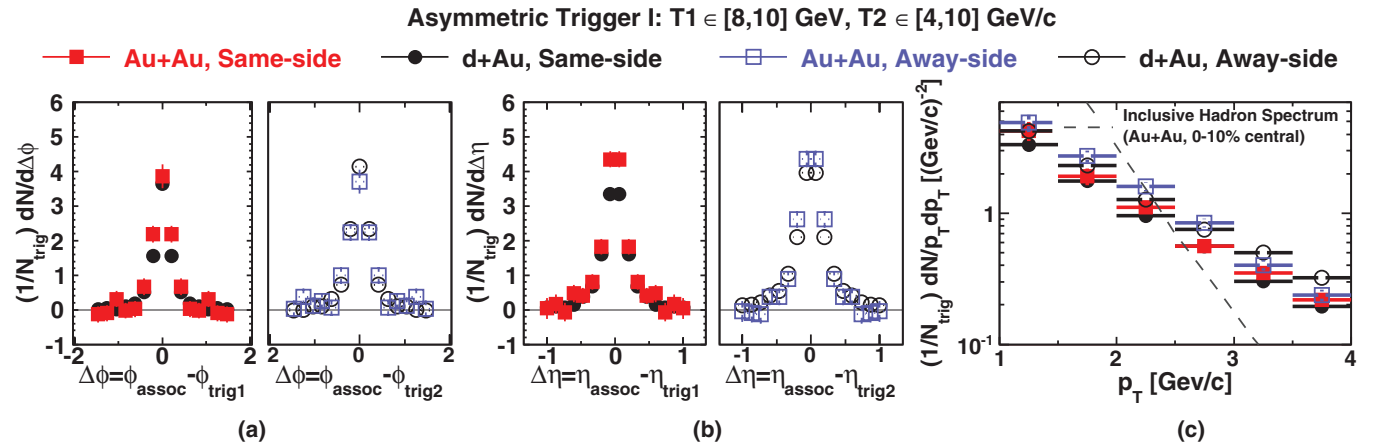 Asymmetric Trigger I: T1 ∈ [8,10] GeV, T2 ∈ [4,10] GeV/c
Au+Au, Same-side d+Au, Same-side Au+Au, Away-side d+Au, Away-side
(1/N_trig) dN/dΔϕ
5
4
3
2
1
0
-1
-2 0 2
0 2
Δϕ=ϕ_assoc-ϕ_trig1
Δϕ=ϕ_assoc-ϕ_trig2
(a)
(1/N_trig) dN/dΔη
6
5
4
3
2
1
0
-1
-1 0 1
-1 0 1
Δη=η_assoc-η_trig1
Δη=η_assoc-η_trig2
(b)
(1/N_trig) dN/p_T dp_T [(Gev/c)^-2]
Inclusive Hadron Spectrum
(Au+Au, 0-10% central)
1
10^-1
1 2 3 4
p_T [Gev/c]
(c)